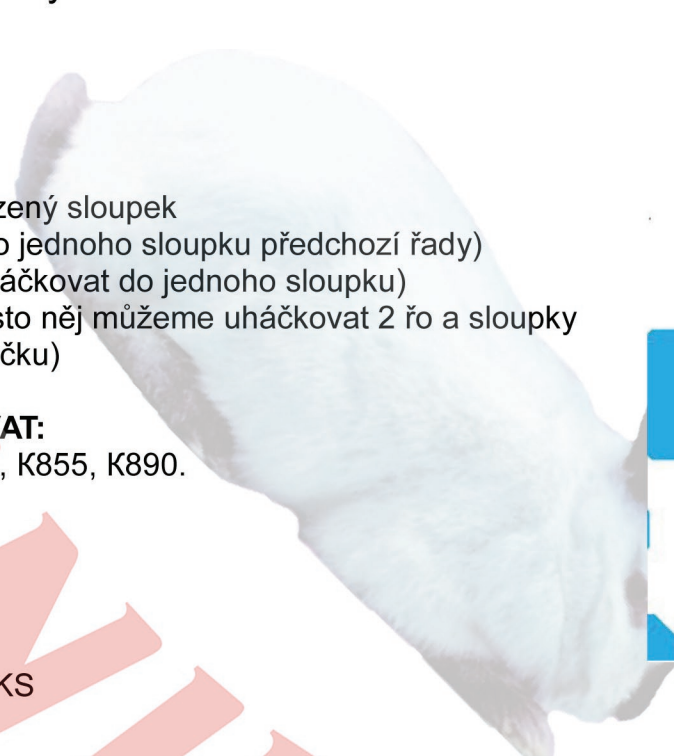 zený sloupek
o jednoho sloupku předchozí řady)
áčkovat do jednoho sloupku)
sto něj můžeme uháčkovat 2 řo a sloupky
čku)
VAT:
, K855, K890.
KS